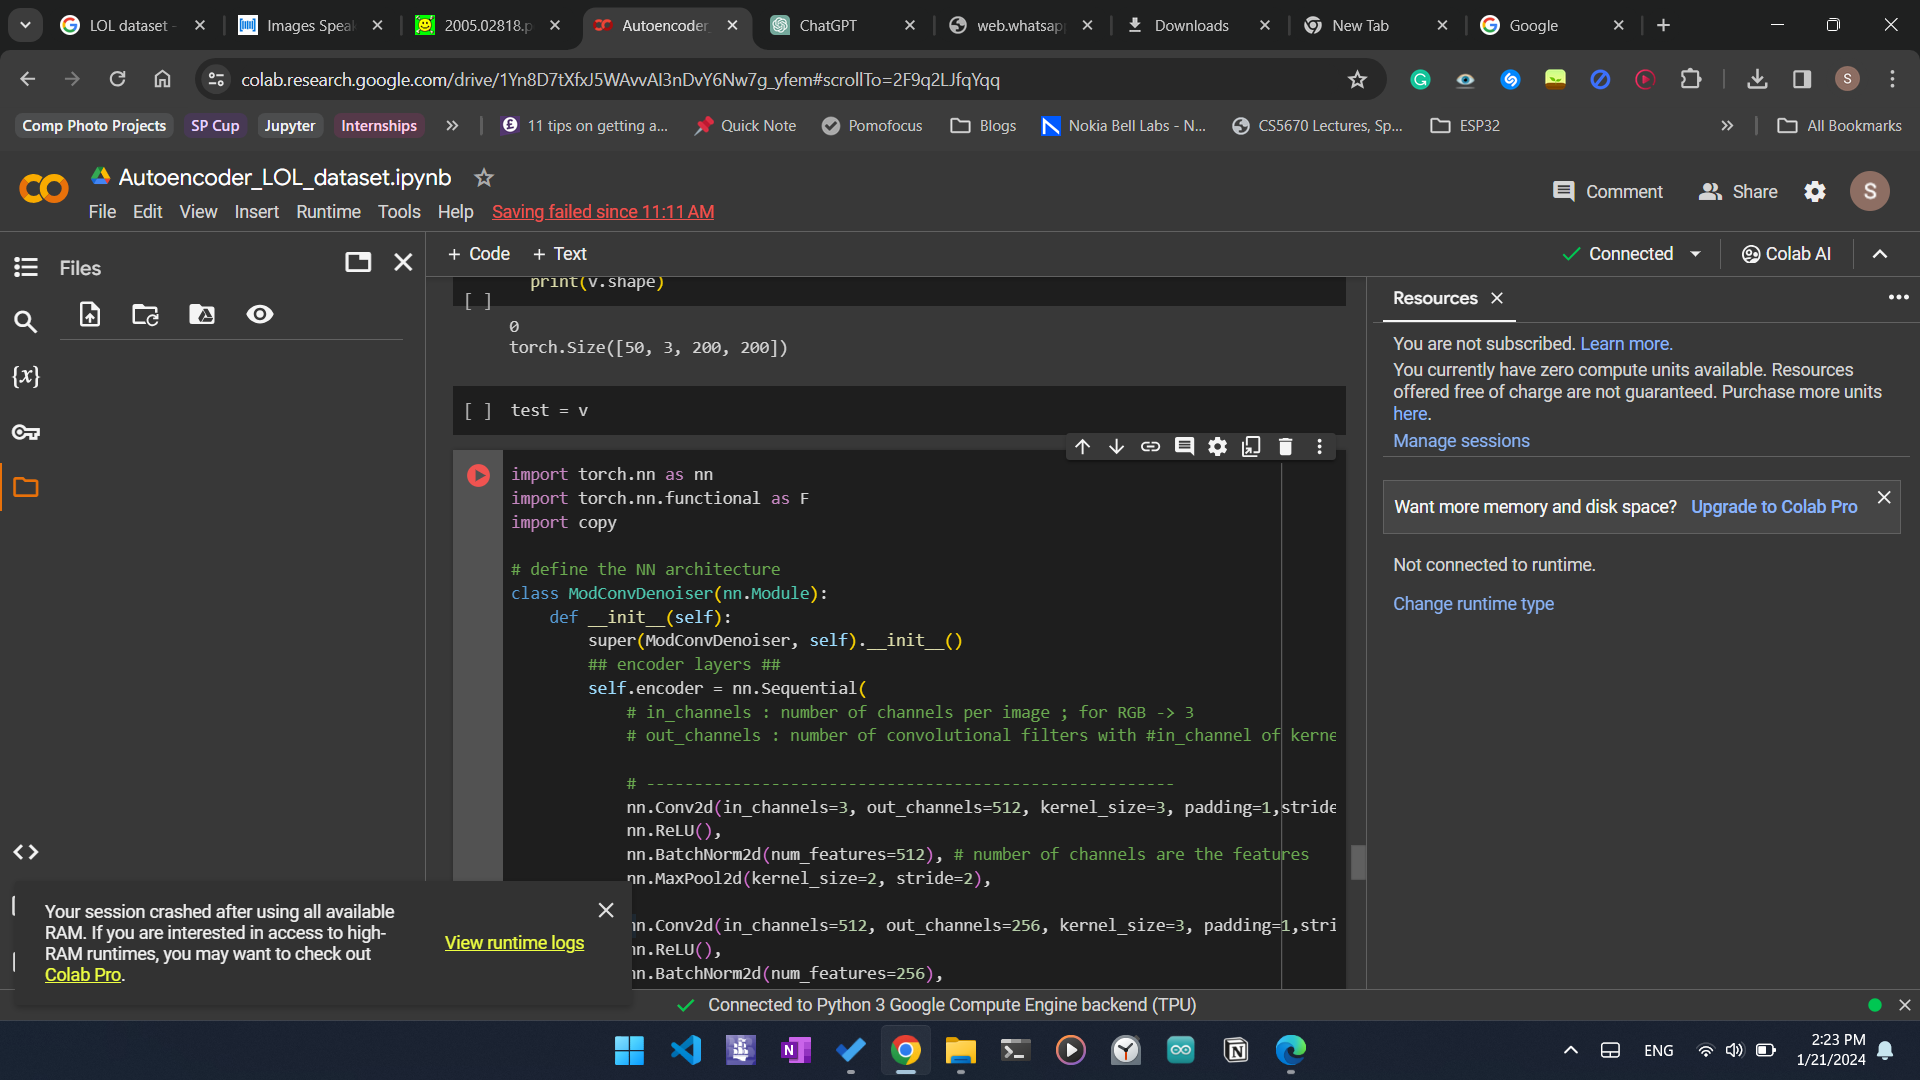 LOL dataset -
Images Speak
2005.02818.p
Autoencoder_
ChatGPT
web.whatsapp
Downloads
New Tab
Google
colab.research.google.com/drive/1Yn8D7tXfxJ5WAvvAI3nDvY6Nw7g_yfem#scrollTo=2F9q2LJfqYqq
S
Comp Photo Projects
SP Cup
Jupyter
Internships
11 tips on getting a...
Quick Note
Pomofocus
Blogs
Nokia Bell Labs - N...
CS5670 Lectures, Sp...
ESP32
All Bookmarks
Autoencoder_LOL_dataset.ipynb
File Edit View Insert Runtime Tools Help Saving failed since 11:11 AM
Comment
Share
S
Files
+ Code + Text
Connected
Colab AI
{x}
print(v.shape)
[ ]
0
torch.Size([50, 3, 200, 200])
[ ] test = v
import torch.nn as nn
import torch.nn.functional as F
import copy
# define the NN architecture
class ModConvDenoiser(nn.Module):
def __init__(self):
super(ModConvDenoiser, self).__init__()
## encoder layers ##
self.encoder = nn.Sequential(
# in_channels : number of channels per image ; for RGB -> 3
# out_channels : number of convolutional filters with #in_channel of kerne
# -------------------------------------------------------
nn.Conv2d(in_channels=3, out_channels=512, kernel_size=3, padding=1,stride
nn.ReLU(),
nn.BatchNorm2d(num_features=512), # number of channels are the features
nn.MaxPool2d(kernel_size=2, stride=2),
nn.Conv2d(in_channels=512, out_channels=256, kernel_size=3, padding=1,stri
nn.ReLU(),
nn.BatchNorm2d(num_features=256),
Resources
You are not subscribed. Learn more.
You currently have zero compute units available. Resources
offered free of charge are not guaranteed. Purchase more units
here.
Manage sessions
Want more memory and disk space? Upgrade to Colab Pro
Not connected to runtime.
Change runtime type
Your session crashed after using all available
RAM. If you are interested in access to high-
RAM runtimes, you may want to check out
Colab Pro.
View runtime logs
Connected to Python 3 Google Compute Engine backend (TPU)
ENG
2:23 PM
1/21/2024